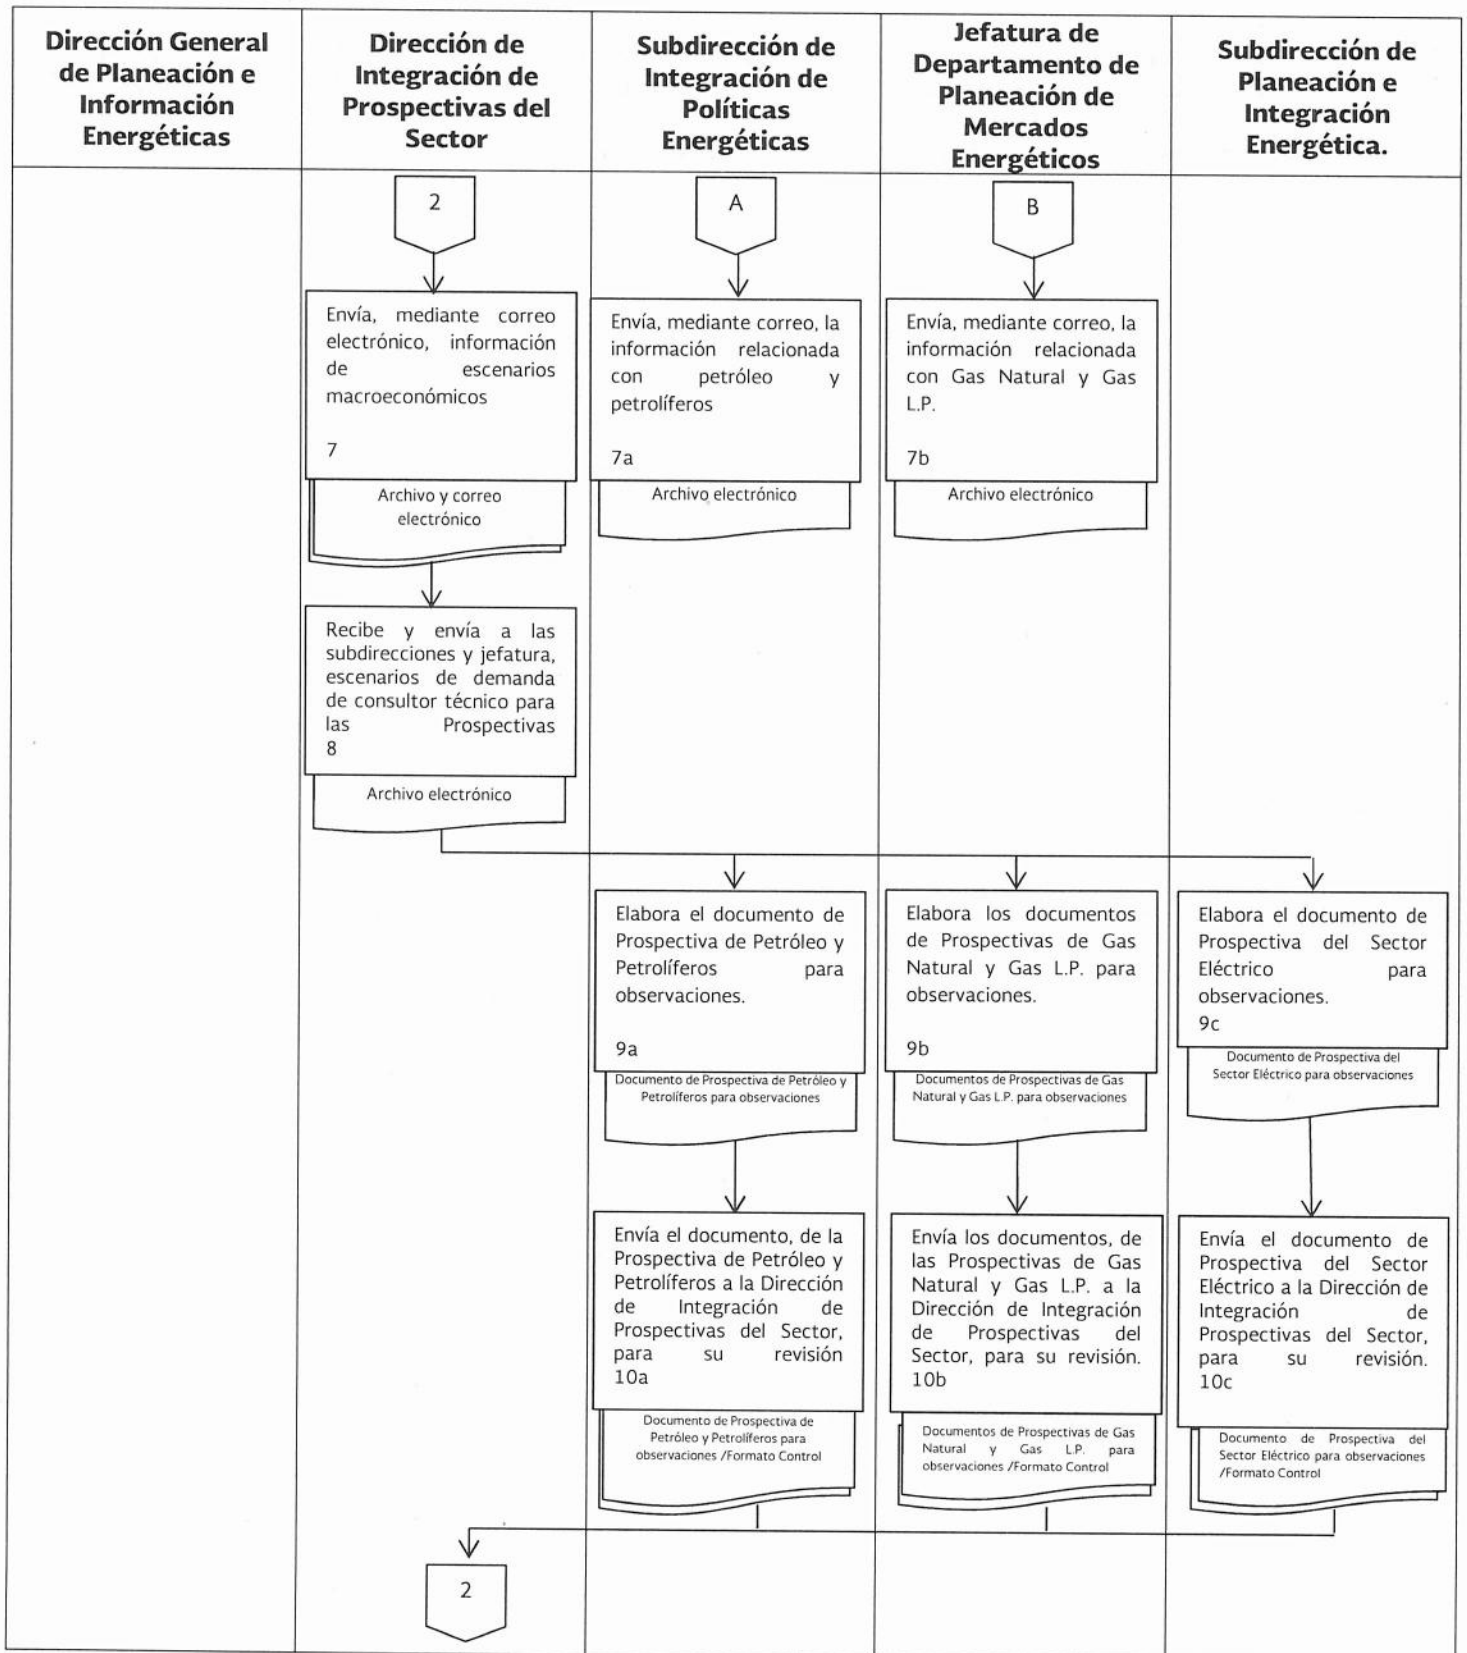 Dirección General
de Planeación e
Información
Energéticas
Dirección de
Integración de
Prospectivas del
Sector
Subdirección de
Integración de
Políticas
Energéticas
Jefatura de
Departamento de
Planeación de
Mercados
Energéticos
Subdirección de
Planeación e
Integración
Energética.
2
A
B
Envía, mediante correo
electrónico, información
de escenarios
macroeconómicos
7
Archivo y correo
electrónico
Envía, mediante correo, la
información relacionada
con petróleo y
petrolíferos
7a
Archivo electrónico
Envía, mediante correo, la
información relacionada
con Gas Natural y Gas
L.P.
7b
Archivo electrónico
Recibe y envía a las
subdirecciones y jefatura,
escenarios de demanda
de consultor técnico para
las Prospectivas
8
Archivo electrónico
Elabora el documento de
Prospectiva de Petróleo y
Petrolíferos para
observaciones.
9a
Documento de Prospectiva de Petróleo y
Petrolíferos para observaciones
Elabora los documentos
de Prospectivas de Gas
Natural y Gas L.P. para
observaciones.
9b
Documentos de Prospectivas de Gas
Natural y Gas L.P. para observaciones
Elabora el documento de
Prospectiva del Sector
Eléctrico para
observaciones.
9c
Documento de Prospectiva del
Sector Eléctrico para observaciones
Envía el documento, de la
Prospectiva de Petróleo y
Petrolíferos a la Dirección
de Integración de
Prospectivas del Sector,
para su revisión
10a
Documento de Prospectiva de
Petróleo y Petrolíferos para
observaciones /Formato Control
Envía los documentos, de
las Prospectivas de Gas
Natural y Gas L.P. a la
Dirección de Integración
de Prospectivas del
Sector, para su revisión.
10b
Documentos de Prospectivas de Gas
Natural y Gas L.P. para
observaciones /Formato Control
Envía el documento de
Prospectiva del Sector
Eléctrico a la Dirección de
Integración de
Prospectivas del Sector,
para su revisión.
10c
Documento de Prospectiva del
Sector Eléctrico para observaciones
/Formato Control
2